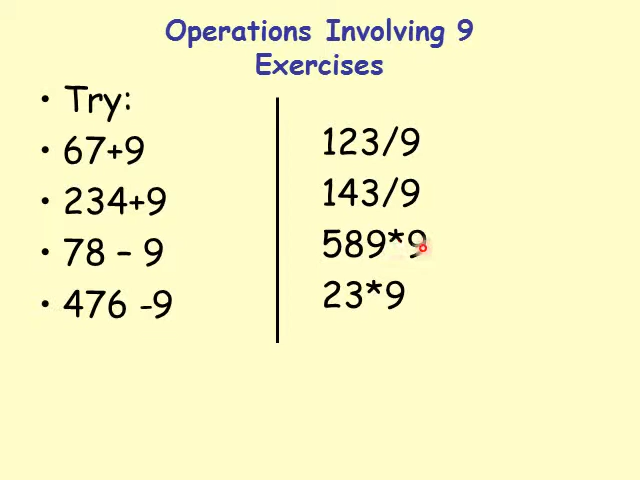 Operations Involving 9
Exercises
• Try:
• 67+9
• 234+9
• 78 – 9
• 476 -9
123/9
143/9
589*9
23*9